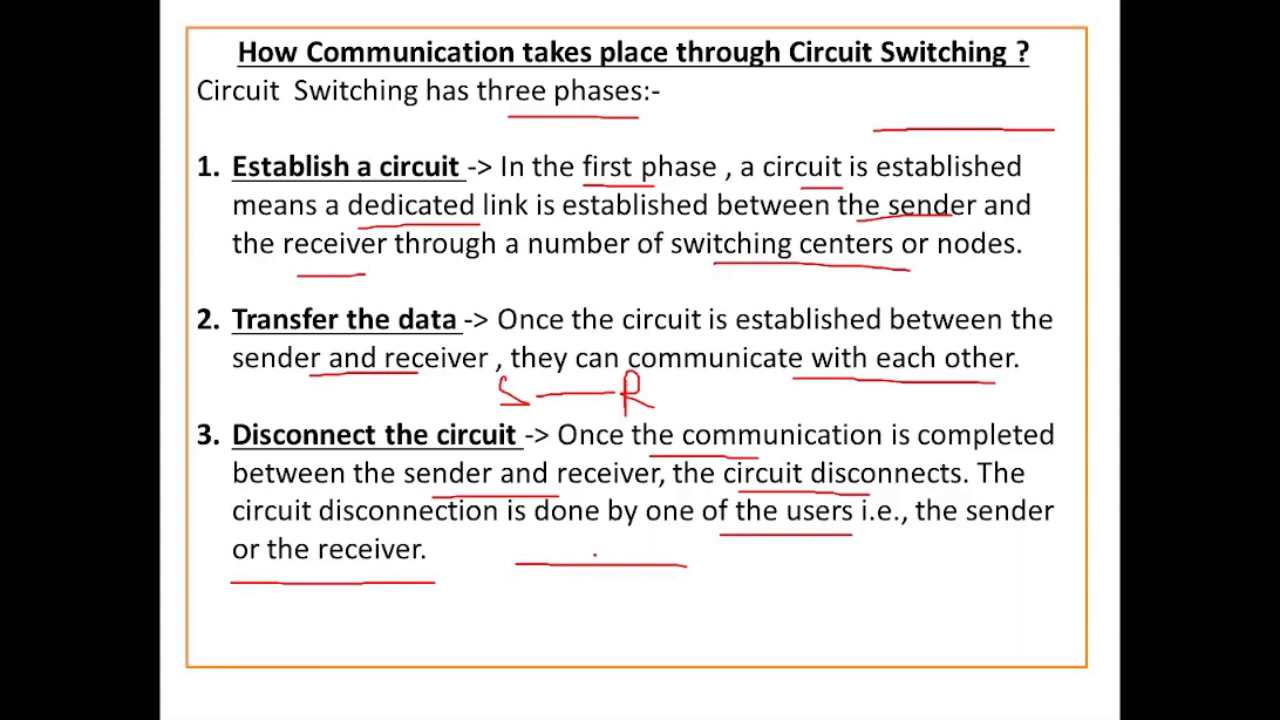 How Communication takes place through Circuit Switching ?
Circuit Switching has three phases:-
1. Establish a circuit -> In the first phase , a circuit is established
means a dedicated link is established between the sender and
the receiver through a number of switching centers or nodes.
2. Transfer the data -> Once the circuit is established between the
sender and receiver , they can communicate with each other.
S — R
3. Disconnect the circuit -> Once the communication is completed
between the sender and receiver, the circuit disconnects. The
circuit disconnection is done by one of the users i.e., the sender
or the receiver.